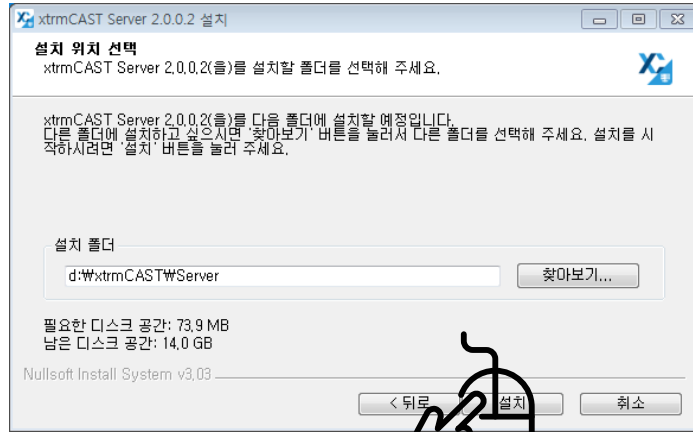 xtrmCAST Server 2.0.0.2 설치
설치 위치 선택
xtrmCAST Server 2.0.0.2(을)를 설치할 폴더를 선택해 주세요.
xtrmCAST Server 2.0.0.2(을)를 다음 폴더에 설치할 예정입니다.
다른 폴더에 설치하고 싶으시면 '찾아보기' 버튼을 눌러서 다른 폴더를 선택해 주세요. 설치를 시
작하시려면 '설치' 버튼을 눌러 주세요.
설치 폴더
d:₩xtrmCAST₩Server
찾아보기...
필요한 디스크 공간: 73.9 MB
남은 디스크 공간: 14.0 GB
Nullsoft Install System v3.03
< 뒤로
설치
취소